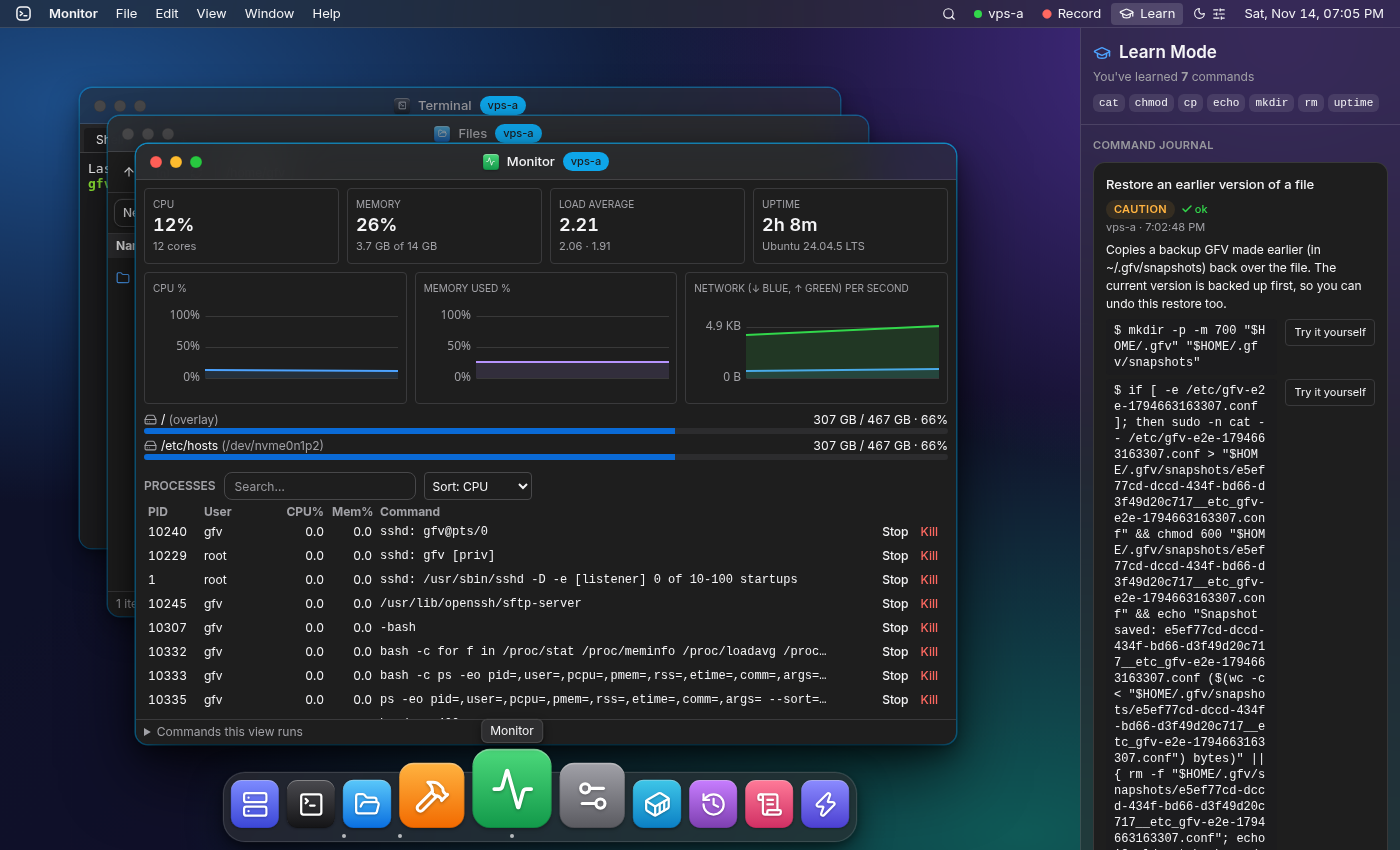 Monitor File Edit View Window Help
vps-a Record Learn Sat, Nov 14, 07:05 PM
Terminal vps-a
Files vps-a
Monitor vps-a
CPU
12%
12 cores
MEMORY
26%
3.7 GB of 14 GB
LOAD AVERAGE
2.21
2.06 · 1.91
UPTIME
2h 8m
Ubuntu 24.04.5 LTS
CPU %
100%
50%
0%
MEMORY USED %
100%
50%
0%
NETWORK (↓ BLUE, ↑ GREEN) PER SECOND
4.9 KB
0 B
/ (overlay) 307 GB / 467 GB · 66%
/etc/hosts (/dev/nvme0n1p2) 307 GB / 467 GB · 66%
PROCESSES Search... Sort: CPU
PID User CPU% Mem% Command
10240 gfv 0.0 0.0 sshd: gfv@pts/0 Stop Kill
10229 root 0.0 0.0 sshd: gfv [priv] Stop Kill
1 root 0.0 0.0 sshd: /usr/sbin/sshd -D -e [listener] 0 of 10-100 startups Stop Kill
10245 gfv 0.0 0.0 /usr/lib/openssh/sftp-server Stop Kill
10307 gfv 0.0 0.0 -bash Stop Kill
10332 gfv 0.0 0.0 bash -c for f in /proc/stat /proc/meminfo /proc/loadavg /proc… Stop Kill
10333 gfv 0.0 0.0 bash -c ps -eo pid=,user=,pcpu=,pmem=,rss=,etime=,comm=,args=… Stop Kill
10335 gfv 0.0 0.0 ps -eo pid=,user=,pcpu=,pmem=,rss=,etime=,comm=,args= --sort=… Stop Kill
Commands this view runs
Monitor
Learn Mode
You've learned 7 commands
cat chmod cp echo mkdir rm uptime
COMMAND JOURNAL
Restore an earlier version of a file
CAUTION ok
vps-a · 7:02:48 PM
Copies a backup GFV made earlier (in
~/.gfv/snapshots) back over the file. The
current version is backed up first, so you can
undo this restore too.
$ mkdir -p -m 700 "$H
OME/.gfv" "$HOME/.gf
v/snapshots"
Try it yourself
$ if [ -e /etc/gfv-e2
e-1794663163307.conf
]; then sudo -n cat -
- /etc/gfv-e2e-179466
3163307.conf > "$HOM
E/.gfv/snapshots/e5ef
77cd-dccd-434f-bd66-d
3f49d20c717__etc_gfv-
e2e-1794663163307.con
f" && chmod 600 "$HOM
E/.gfv/snapshots/e5ef
77cd-dccd-434f-bd66-d
3f49d20c717__etc_gfv-
e2e-1794663163307.con
f" && echo "Snapshot
saved: e5ef77cd-dccd-
434f-bd66-d3f49d20c71
7__etc_gfv-e2e-179466
3163307.conf ($(wc -c
< "$HOME/.gfv/snapsho
ts/e5ef77cd-dccd-434f
-bd66-d3f49d20c717__e
tc_gfv-e2e-1794663163
307.conf") bytes)" ||
{ rm -f "$HOME/.gfv/s
napshots/e5ef77cd-dcc
d-434f-bd66-d3f49d20c
717__etc_gfv-e2e-1794
663163307.conf"; echo
Try it yourself